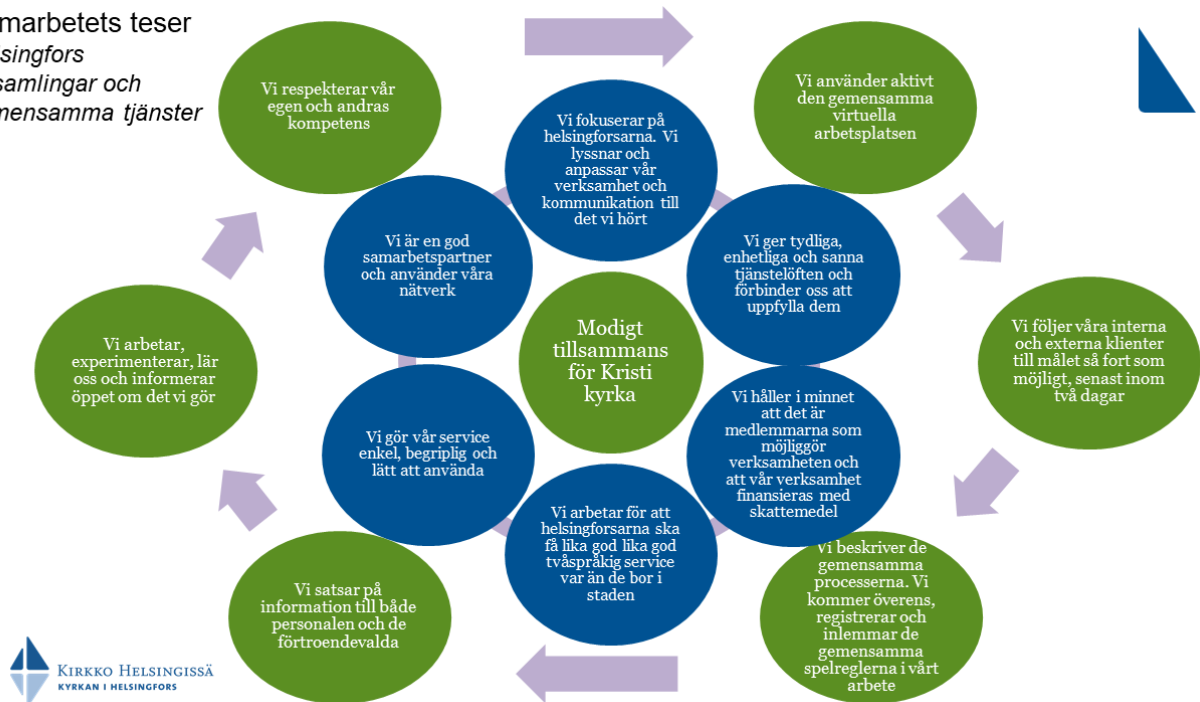 marbetets teser
singfors
samlingar och
mensamma tjänster
Vi respekterar vår
egen och andras
kompetens
Vi fokuserar på
helsingforsarna. Vi
lyssnar och
anpassar vår
verksamhet och
kommunikation till
det vi hört
Vi använder aktivt
den gemensamma
virtuella
arbetsplatsen
Vi är en god
samarbetspartner
och använder våra
nätverk
Vi ger tydliga,
enhetliga och sanna
tjänstelöften och
förbinder oss att
uppfylla dem
Vi arbetar,
experimenterar, lär
oss och informerar
öppet om det vi gör
Modigt
tillsammans
för Kristi
kyrka
Vi följer våra interna
och externa klienter
till målet så fort som
möjligt, senast inom
två dagar
Vi gör vår service
enkel, begriplig och
lätt att använda
Vi håller i minnet
att det är
medlemmarna som
möjliggör
verksamheten och
att vår verksamhet
finansieras med
skattemedel
Vi arbetar för att
helsingforsarna ska
få lika god lika god
tvåspråkig service
var än de bor i
staden
Vi satsar på
information till både
personalen och de
förtroendevalda
Vi beskriver de
gemensamma
processerna. Vi
kommer överens,
registrerar och
inlemmar de
gemensamma
spelreglerna i vårt
arbete
KIRKKO HELSINGISSÄ
KYRKAN I HELSINGFORS